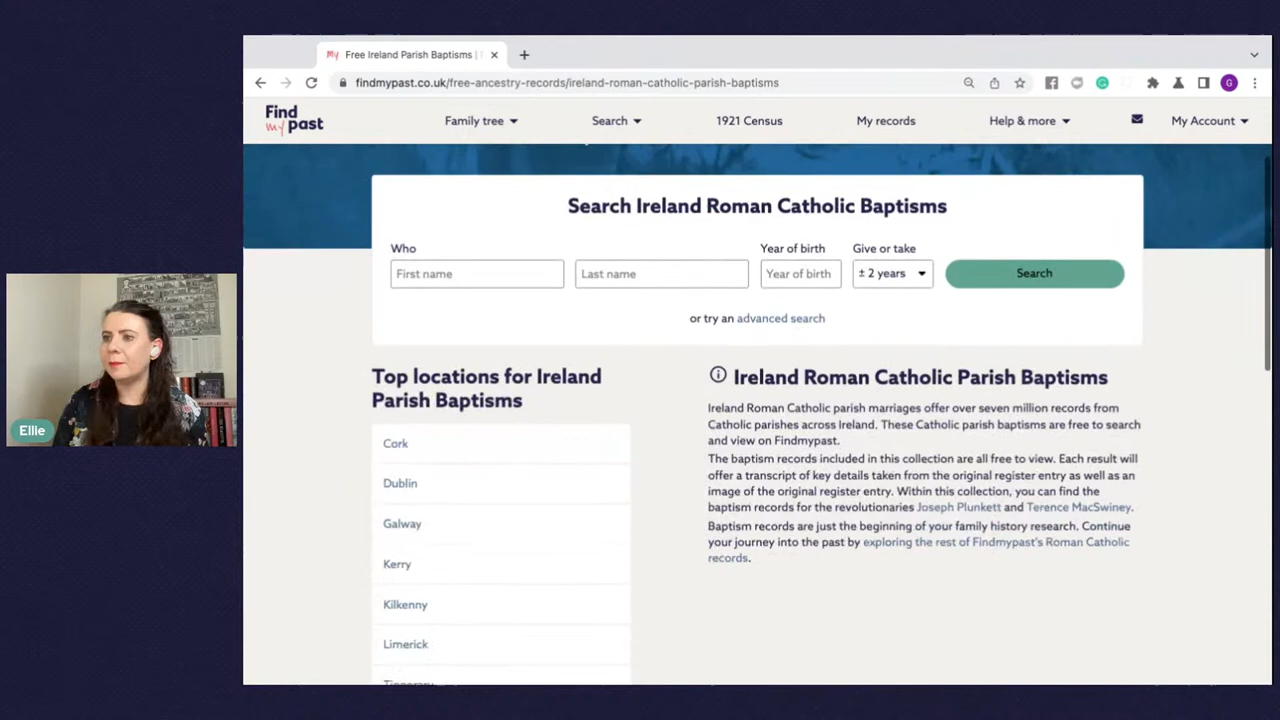 Free Ireland Parish Baptisms |
findmypast.co.uk/free-ancestry-records/ireland-roman-catholic-parish-baptisms
G
Find my past
Family tree
Search
1921 Census
My records
Help & more
My Account
Search Ireland Roman Catholic Baptisms
Who
Year of birth
Give or take
First name
Last name
Year of birth
± 2 years
Search
or try an advanced search
Top locations for Ireland
Parish Baptisms
Cork
Dublin
Galway
Kerry
Kilkenny
Limerick
Tipperary
Ireland Roman Catholic Parish Baptisms
Ireland Roman Catholic parish marriages offer over seven million records from
Catholic parishes across Ireland. These Catholic parish baptisms are free to search
and view on Findmypast.
The baptism records included in this collection are all free to view. Each result will
offer a transcript of key details taken from the original register entry as well as an
image of the original register entry. Within this collection, you can find the
baptism records for the revolutionaries Joseph Plunkett and Terence MacSwiney.
Baptism records are just the beginning of your family history research. Continue
your journey into the past by exploring the rest of Findmypast's Roman Catholic
records.
Ellie